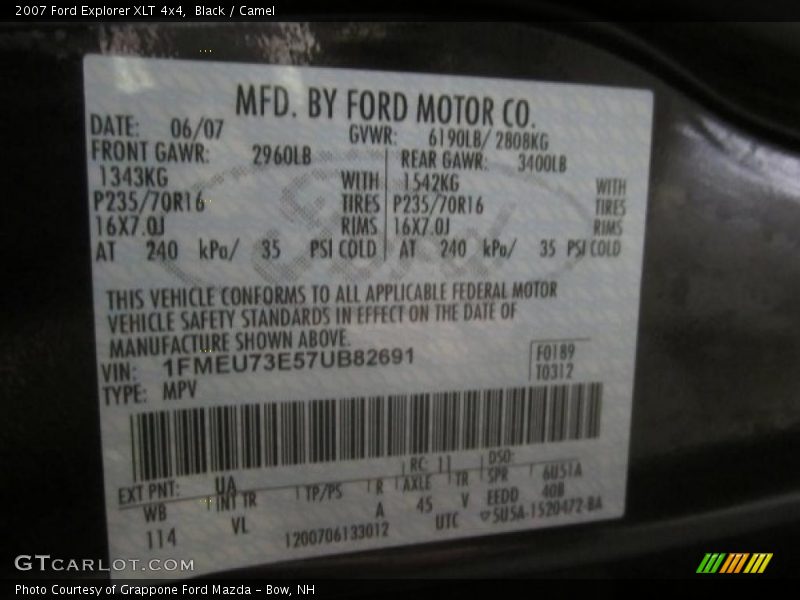 2007 Ford Explorer XLT 4x4, Black / Camel
MFD. BY FORD MOTOR CO.
DATE: 06/07 GVWR: 6190LB/ 2808KG
FRONT GAWR: 2960LB REAR GAWR: 3400LB
1343KG WITH 1542KG WITH
P235/70R16 TIRES P235/70R16 TIRES
16X7.0J RIMS 16X7.0J RIMS
AT 240 kPa/ 35 PSI COLD AT 240 kPa/ 35 PSI COLD
THIS VEHICLE CONFORMS TO ALL APPLICABLE FEDERAL MOTOR
VEHICLE SAFETY STANDARDS IN EFFECT ON THE DATE OF
MANUFACTURE SHOWN ABOVE.
VIN: 1FMEU73E57UB82691 F0189
TYPE: MPV T0312
EXT PNT: UA RC: 11 DSO:
WB INT TR TP/PS R AXLE TR SPR 6U51A
114 VL A 45 V EEDD 40B
1200706133012 UTC 5U5A-1520472-BA
GTCARLOT.COM
Photo Courtesy of Grappone Ford Mazda - Bow, NH